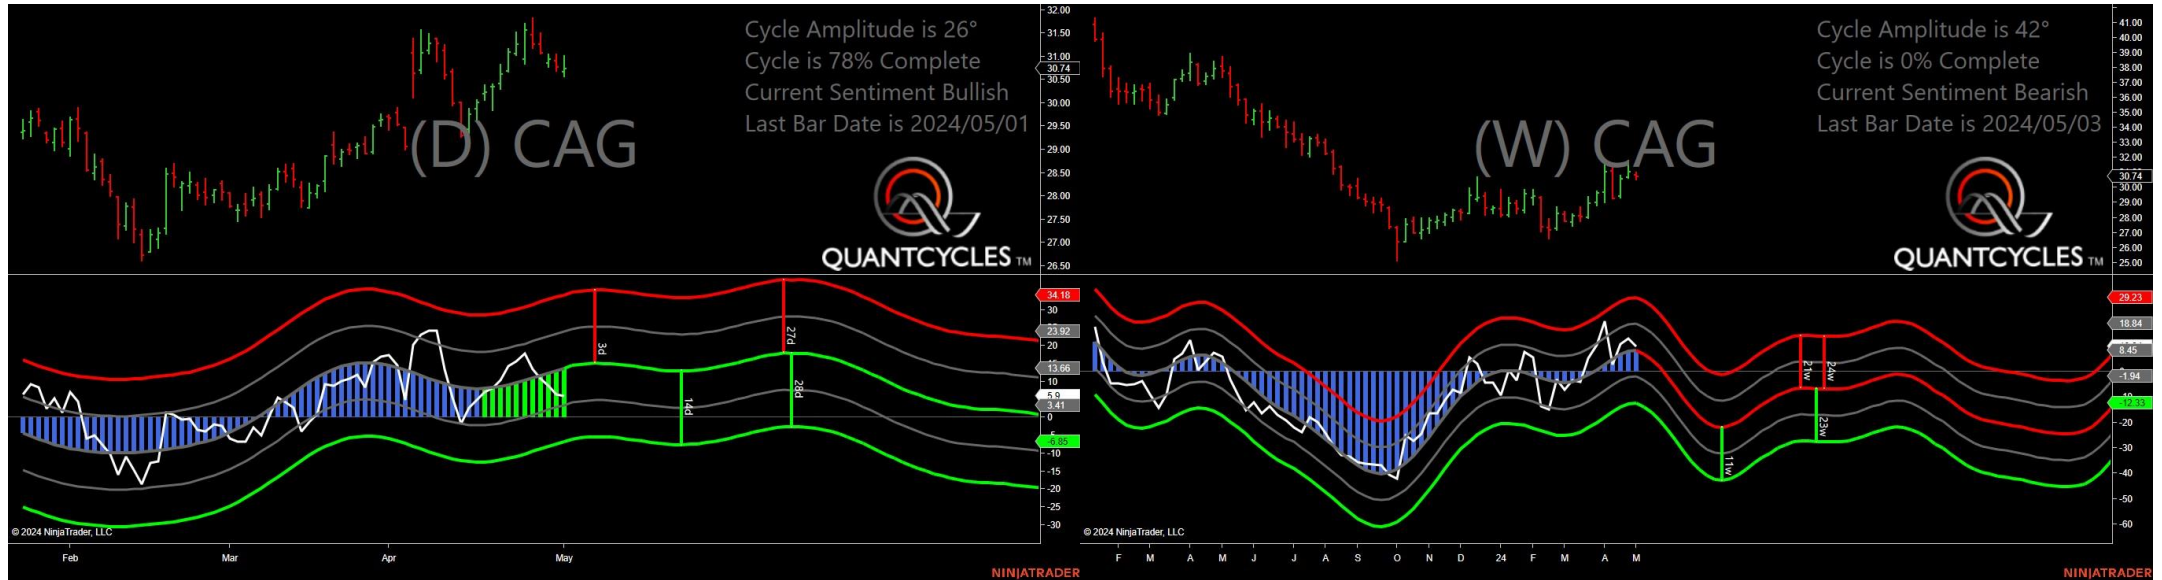 Cycle Amplitude is 26°
Cycle is 78% Complete
Current Sentiment Bullish
Last Bar Date is 2024/05/01
(D) CAG
QUANTCYCLES TM
32.00
31.50
31.00
30.74
30.50
30.00
29.50
29.00
28.50
28.00
27.50
27.00
26.50
34.18
30
23.92
20
13.66
10
5.9
3.41
0
-6.85
-10
-15
-20
-25
-30
3d
14d
27d
28d
© 2024 NinjaTrader, LLC
Feb Mar Apr May
NINJATRADER
Cycle Amplitude is 42°
Cycle is 0% Complete
Current Sentiment Bearish
Last Bar Date is 2024/05/03
(W) CAG
QUANTCYCLES TM
41.00
40.00
39.00
38.00
37.00
36.00
35.00
34.00
33.00
32.00
30.74
30.00
29.00
28.00
27.00
26.00
25.00
29.23
18.84
8.45
-1.94
-12.33
-20
-30
-40
-50
-60
11w
21w
24w
23w
© 2024 NinjaTrader, LLC
F M A M J J A S O N D 24 F M A M
NINJATRADER